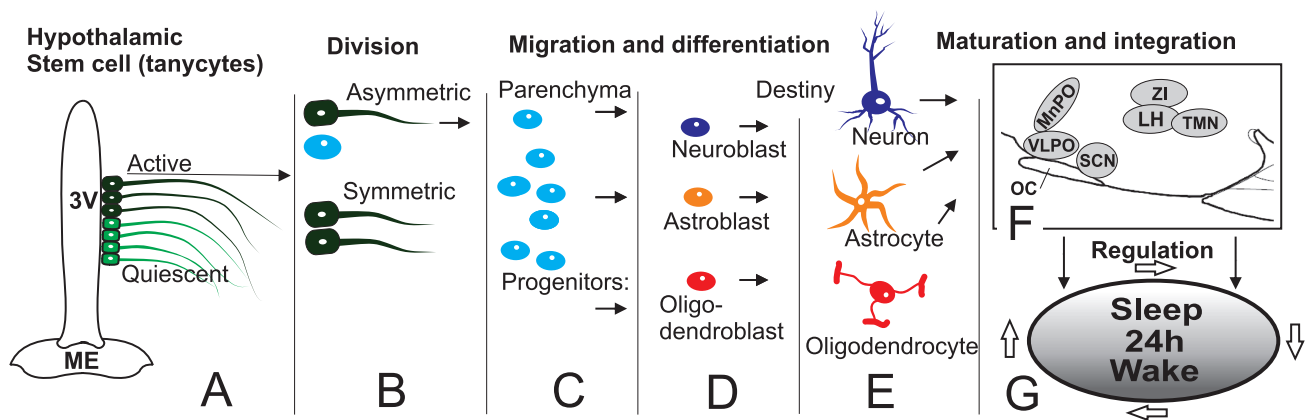 Hypothalamic
Stem cell (tanycytes)
Active
3V
Quiescent
ME
A
Division
Asymmetric
Symmetric
B
Migration and differentiation
Parenchyma
Progenitors:
C
Neuroblast
Astroblast
Oligo-
dendroblast
D
Destiny
Neuron
Astrocyte
Oligodendrocyte
E
Maturation and integration
MnPO
VLPO
SCN
OC
ZI
LH
TMN
F
Regulation
Sleep
24h
Wake
G